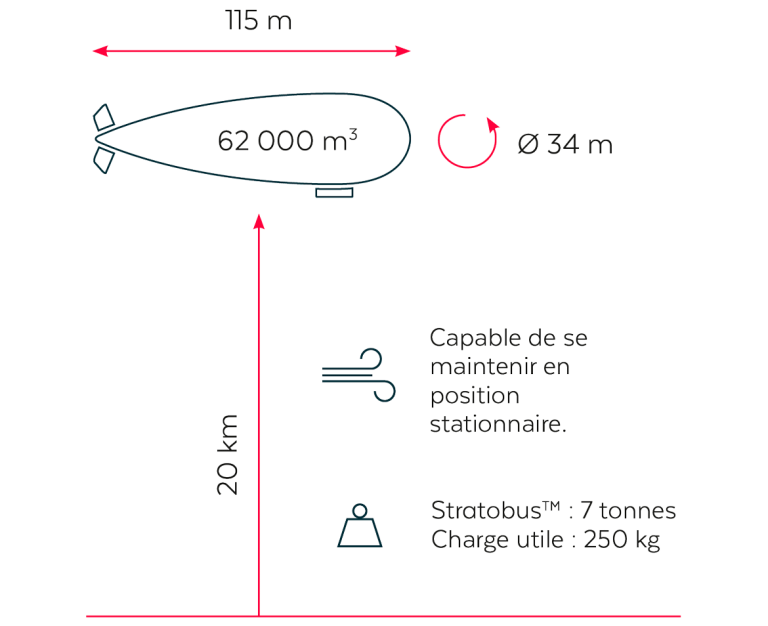 115 m
62 000 m³
Ø 34 m
Capable de se
maintenir en
position
stationnaire.
20 km
Stratobus™ : 7 tonnes
Charge utile : 250 kg